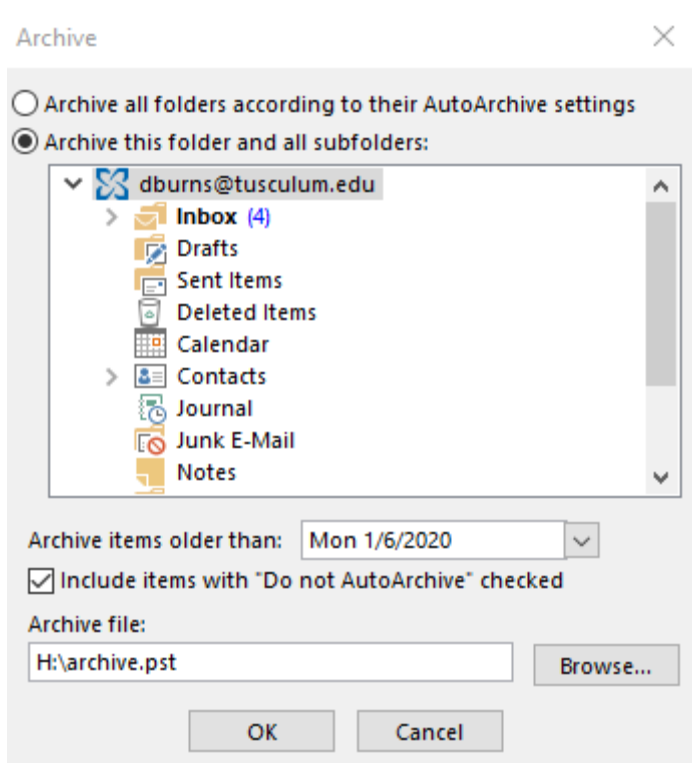 Archive
Archive all folders according to their AutoArchive settings
Archive this folder and all subfolders:
dburns@tusculum.edu
Inbox (4)
Drafts
Sent Items
Deleted Items
Calendar
Contacts
Journal
Junk E-Mail
Notes
Archive items older than: Mon 1/6/2020
Include items with "Do not AutoArchive" checked
Archive file:
H:\archive.pst Browse...
OK Cancel